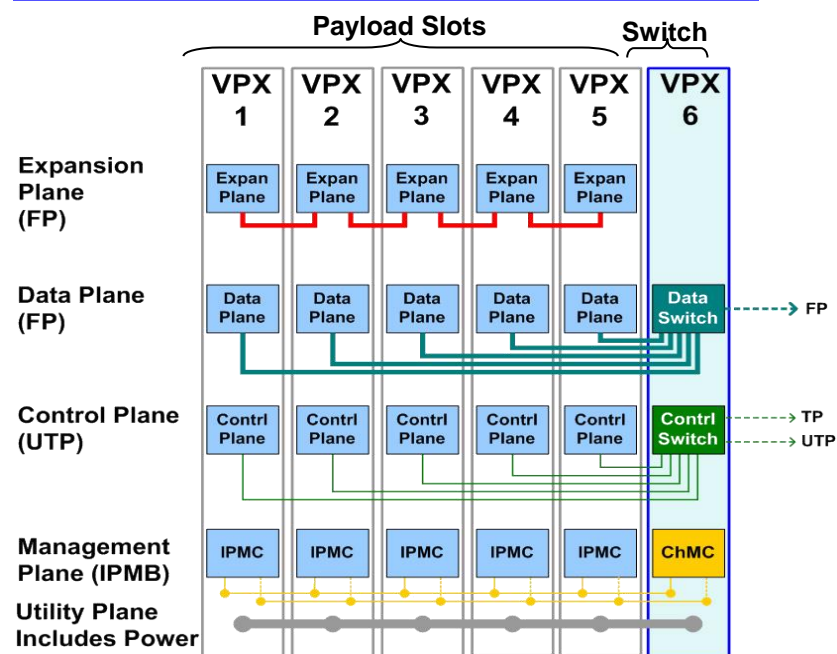 Payload Slots
Switch
VPX VPX VPX VPX VPX VPX
1 2 3 4 5 6
Expansion
Plane
(FP)
Expan Expan Expan Expan Expan
Plane Plane Plane Plane Plane
Data Plane
(FP)
Data Data Data Data Data Data
Plane Plane Plane Plane Plane Switch
FP
Control Plane
(UTP)
Contrl Contrl Contrl Contrl Contrl Contrl
Plane Plane Plane Plane Plane Switch
TP
UTP
Management
Plane (IPMB)
IPMC IPMC IPMC IPMC IPMC ChMC
Utility Plane
Includes Power